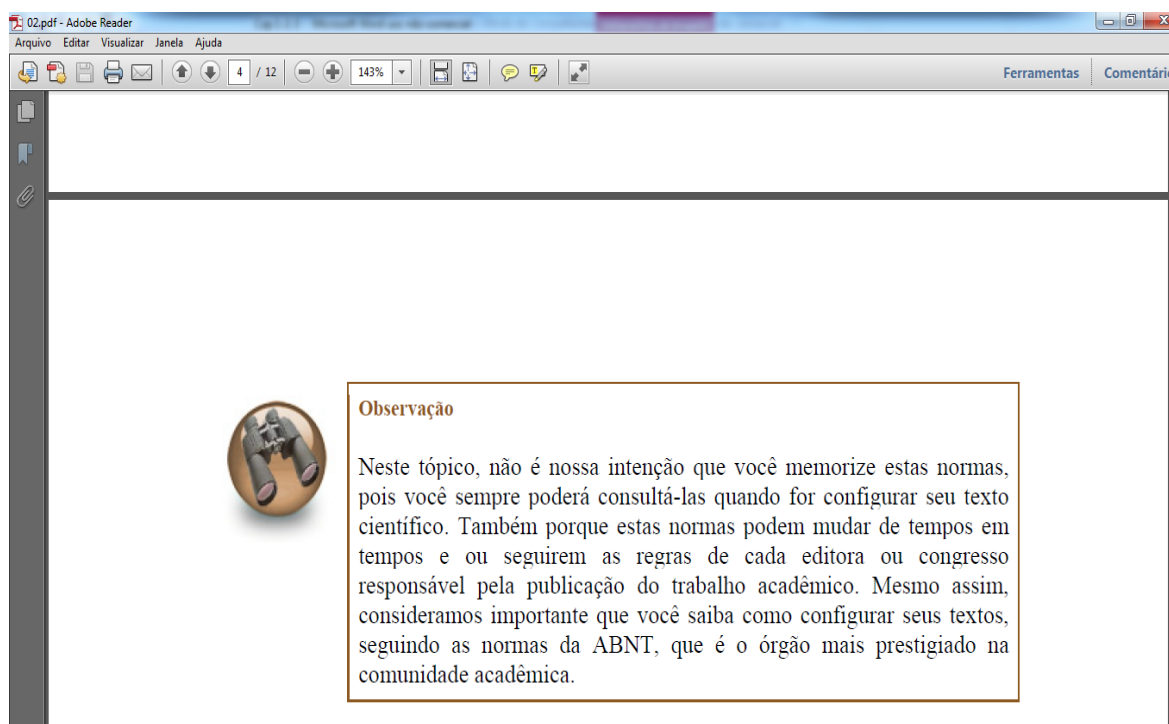 02.pdf - Adobe Reader
Arquivo Editar Visualizar Janela Ajuda
4 / 12 143% Ferramentas Comentári
Observação
Neste tópico, não é nossa intenção que você memorize estas normas,
pois você sempre poderá consultá-las quando for configurar seu texto
científico. Também porque estas normas podem mudar de tempos em
tempos e ou seguirem as regras de cada editora ou congresso
responsável pela publicação do trabalho acadêmico. Mesmo assim,
consideramos importante que você saiba como configurar seus textos,
seguindo as normas da ABNT, que é o órgão mais prestigiado na
comunidade acadêmica.